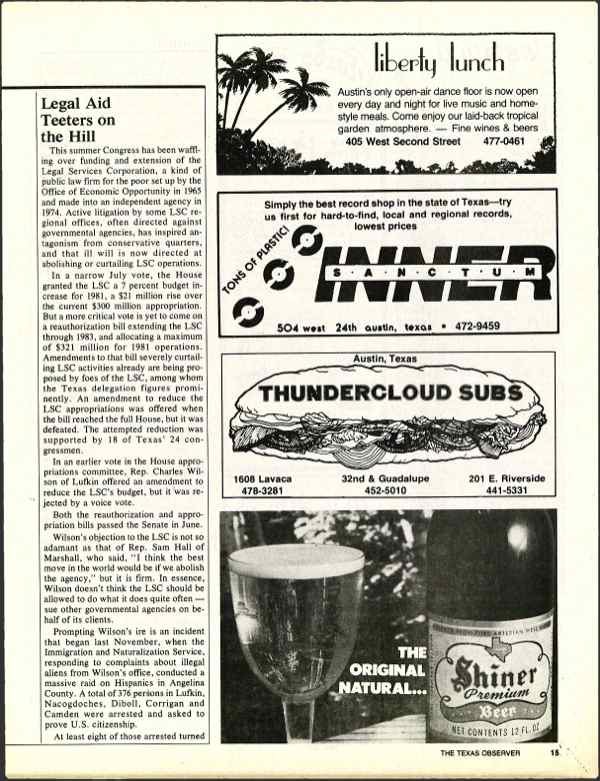 Legal Aid
Teeters on
the Hill
This summer Congress has been waffl-
ing over funding and extension of the
Legal Services Corporation, a kind of
public law firm for the poor set up by the
Office of Economic Opportunity in 1965
and made into an independent agency in
1974. Active litigation by some LSC re-
gional offices, often directed against
governmental agencies, has inspired an-
tagonism from conservative quarters,
and that ill will is now directed at
abolishing or curtailing LSC operations.
In a narrow July vote, the House
granted the LSC a 7 percent budget in-
crease for 1981, a $21 million rise over
the current $300 million appropriation.
But a more critical vote is yet to come on
a reauthorization bill extending the LSC
through 1983, and allocating a maximum
of $321 million for 1981 operations.
Amendments to that bill severely curtail-
ing LSC activities already are being pro-
posed by foes of the LSC, among whom
the Texas delegation figures promi-
nently. An amendment to reduce the
LSC appropriations was offered when
the bill reached the full House, but it was
defeated. The attempted reduction was
supported by 18 of Texas' 24 con-
gressmen.
In an earlier vote in the House appro-
priations committee, Rep. Charles Wil-
son of Lufkin offered an amendment to
reduce the LSC's budget, but it was re-
jected by a voice vote.
Both the reauthorization and appro-
priation bills passed the Senate in June.
Wilson's objection to the LSC is not so
adamant as that of Rep. Sam Hall of
Marshall, who said, "I think the best
move in the world would be if we abolish
the agency," but it is firm. In essence,
Wilson doesn't think the LSC should be
allowed to do what it does quite often —
sue other governmental agencies on be-
half of its clients.
Prompting Wilson's ire is an incident
that began last November, when the
Immigration and Naturalization Service,
responding to complaints about illegal
aliens from Wilson's office, conducted a
massive raid on Hispanics in Angelina
County. A total of 376 persons in Lufkin,
Nacogdoches, Diboll, Corrigan and
Camden were arrested and asked to
prove U.S. citizenship.
At least eight of those arrested turned
liberty lunch
Austin's only open-air dance floor is now open
every day and night for live music and home-
style meals. Come enjoy our laid-back tropical
garden atmosphere. — Fine wines & beers
405 West Second Street 477-0461
Simply the best record shop in the state of Texas—try
us first for hard-to-find, local and regional records,
lowest prices
TONS OF PLASTIC!
INNER
S·A·N·C·T·U·M
504 west 24th austin, texas • 472-9459
Austin, Texas
THUNDERCLOUD SUBS
1608 Lavaca 32nd & Guadalupe 201 E. Riverside
478-3281 452-5010 441-5331
THE
ORIGINAL
NATURAL...
Shiner
Premium
Beer
NET CONTENTS 12 FL. OZ
THE TEXAS OBSERVER 15